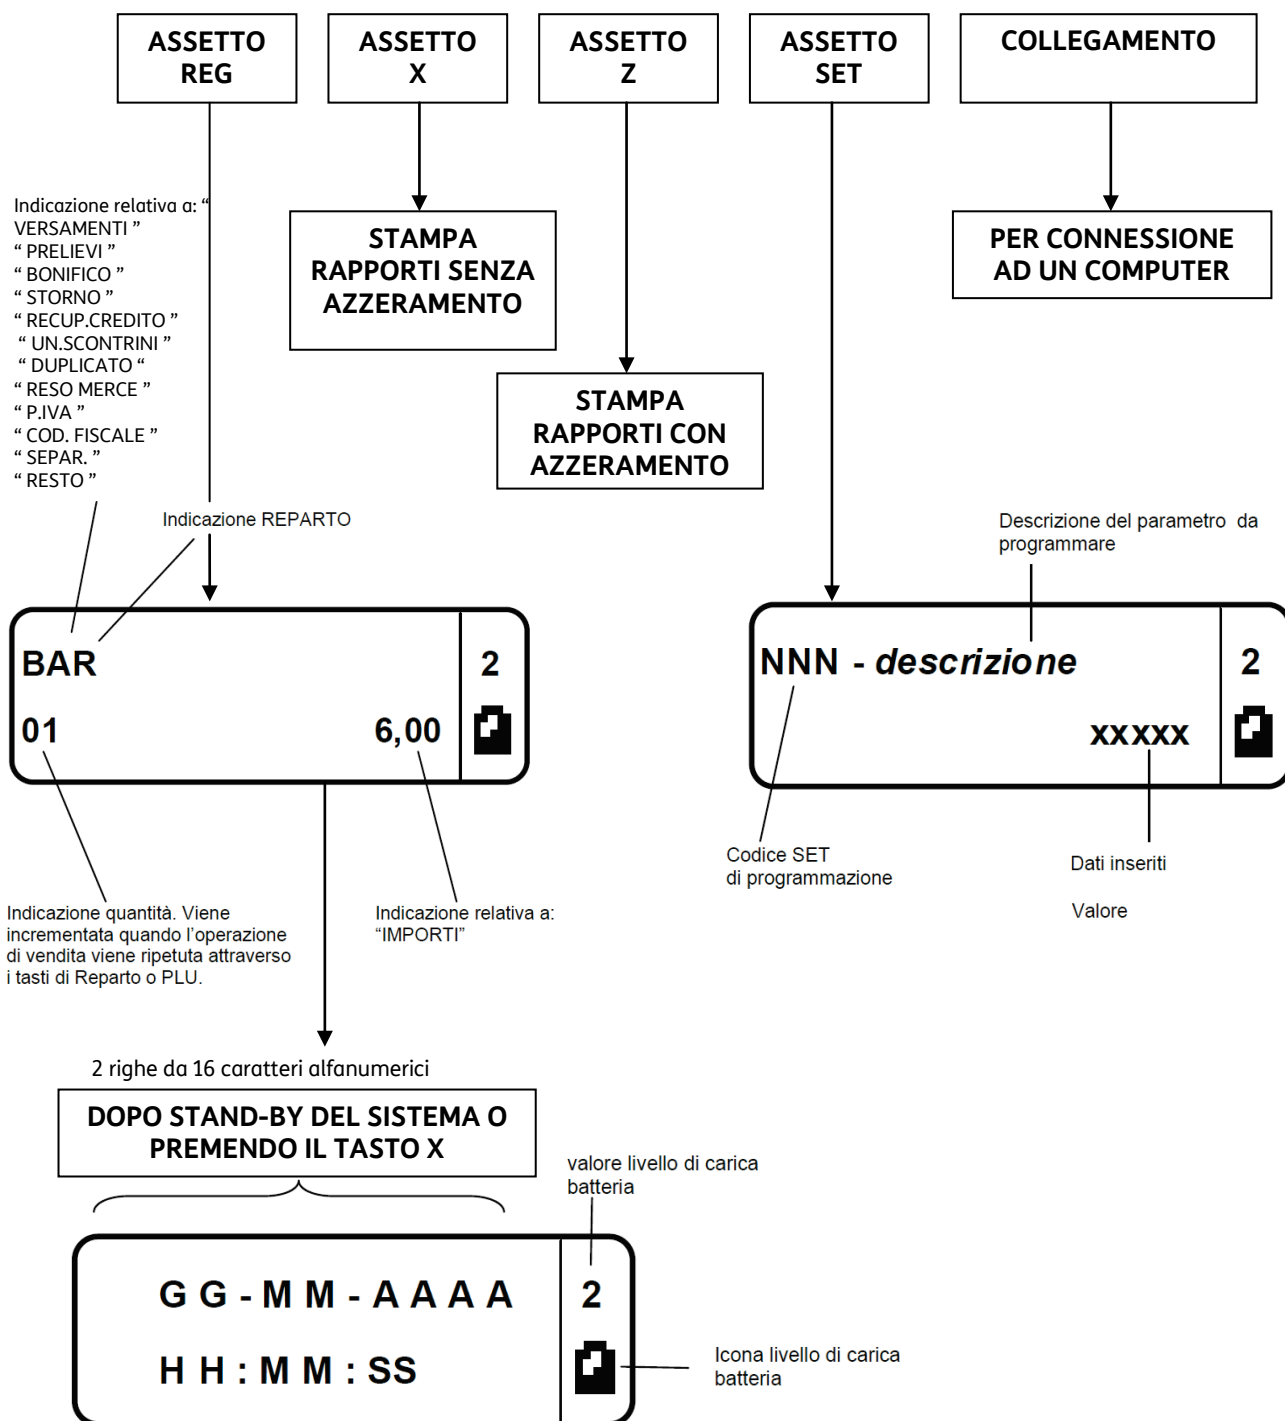 ASSETTO
REG
ASSETTO
X
ASSETTO
Z
ASSETTO
SET
COLLEGAMENTO
Indicazione relativa a: “
VERSAMENTI ”
“ PRELIEVI ”
“ BONIFICO ”
“ STORNO ”
“ RECUP.CREDITO ”
“ UN.SCONTRINI ”
“ DUPLICATO “
“ RESO MERCE ”
“ P.IVA ”
“ COD. FISCALE ”
“ SEPAR. ”
“ RESTO ”
STAMPA
RAPPORTI SENZA
AZZERAMENTO
PER CONNESSIONE
AD UN COMPUTER
STAMPA
RAPPORTI CON
AZZERAMENTO
Indicazione REPARTO
Descrizione del parametro da
programmare
BAR
2
01
6,00
NNN - descrizione
2
xxxxx
Codice SET
di programmazione
Dati inseriti
Valore
Indicazione quantità. Viene
incrementata quando l’operazione
di vendita viene ripetuta attraverso
i tasti di Reparto o PLU.
Indicazione relativa a:
“IMPORTI”
2 righe da 16 caratteri alfanumerici
DOPO STAND-BY DEL SISTEMA O
PREMENDO IL TASTO X
valore livello di carica
batteria
G G - M M - A A A A
2
H H : M M : SS
Icona livello di carica
batteria